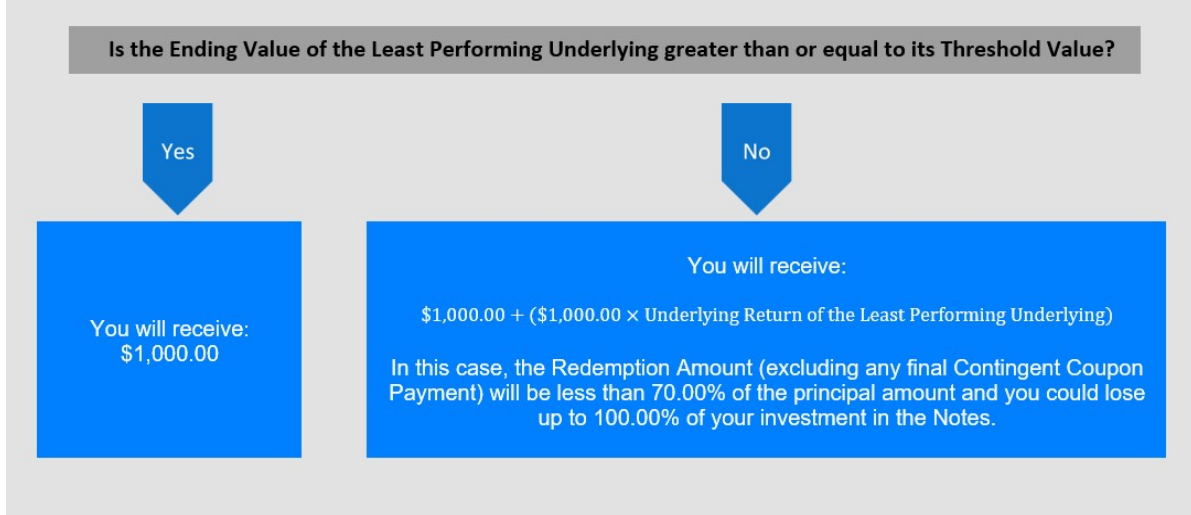 Is the Ending Value of the Least Performing Underlying greater than or equal to its Threshold Value?
Yes
No
You will receive:
$1,000.00
You will receive:
$1,000.00 + ($1,000.00 × Underlying Return of the Least Performing Underlying)
In this case, the Redemption Amount (excluding any final Contingent Coupon
Payment) will be less than 70.00% of the principal amount and you could lose
up to 100.00% of your investment in the Notes.